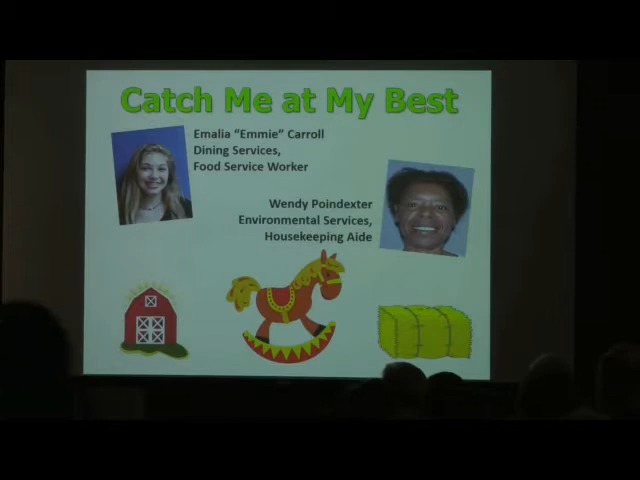 Catch Me at My Best
Emalia “Emmie” Carroll
Dining Services,
Food Service Worker
Wendy Poindexter
Environmental Services,
Housekeeping Aide